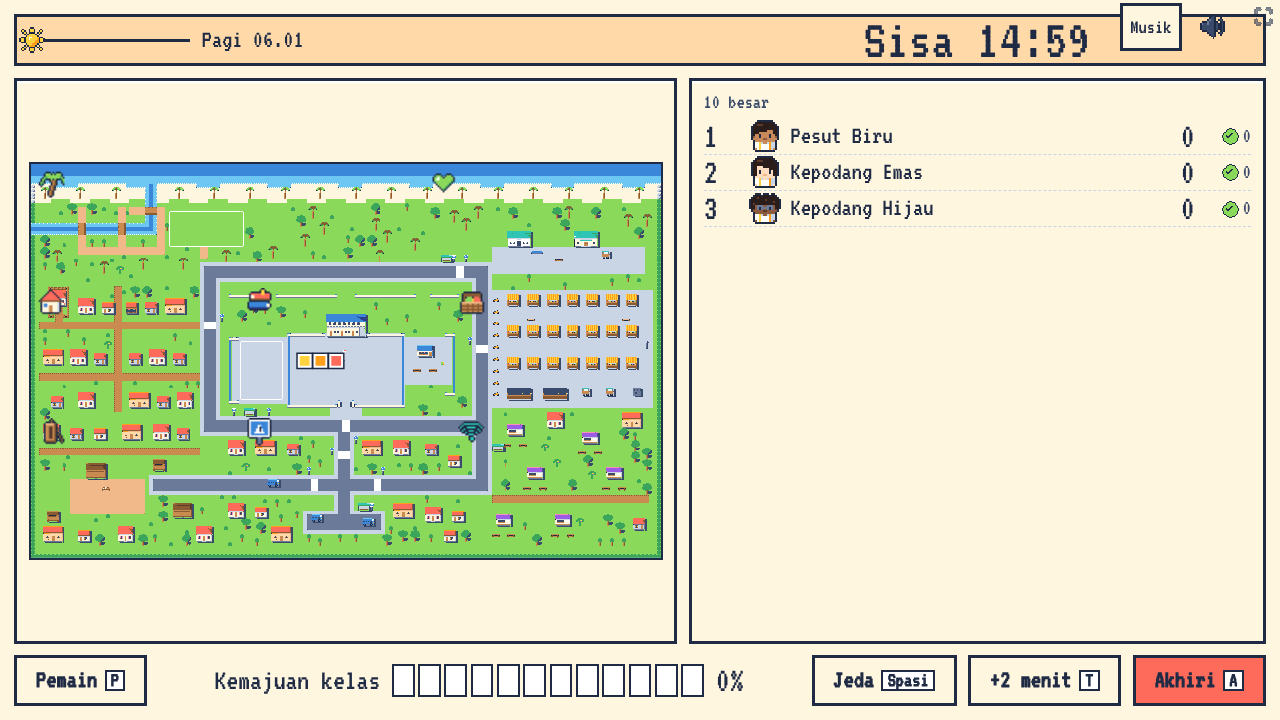 Pagi 06.01
Sisa 14:59
Musik
10 besar
1 Pesut Biru 0 0
2 Kepodang Emas 0 0
3 Kepodang Hijau 0 0
Pemain P
Kemajuan kelas 0%
Jeda Spasi
+2 menit T
Akhiri A